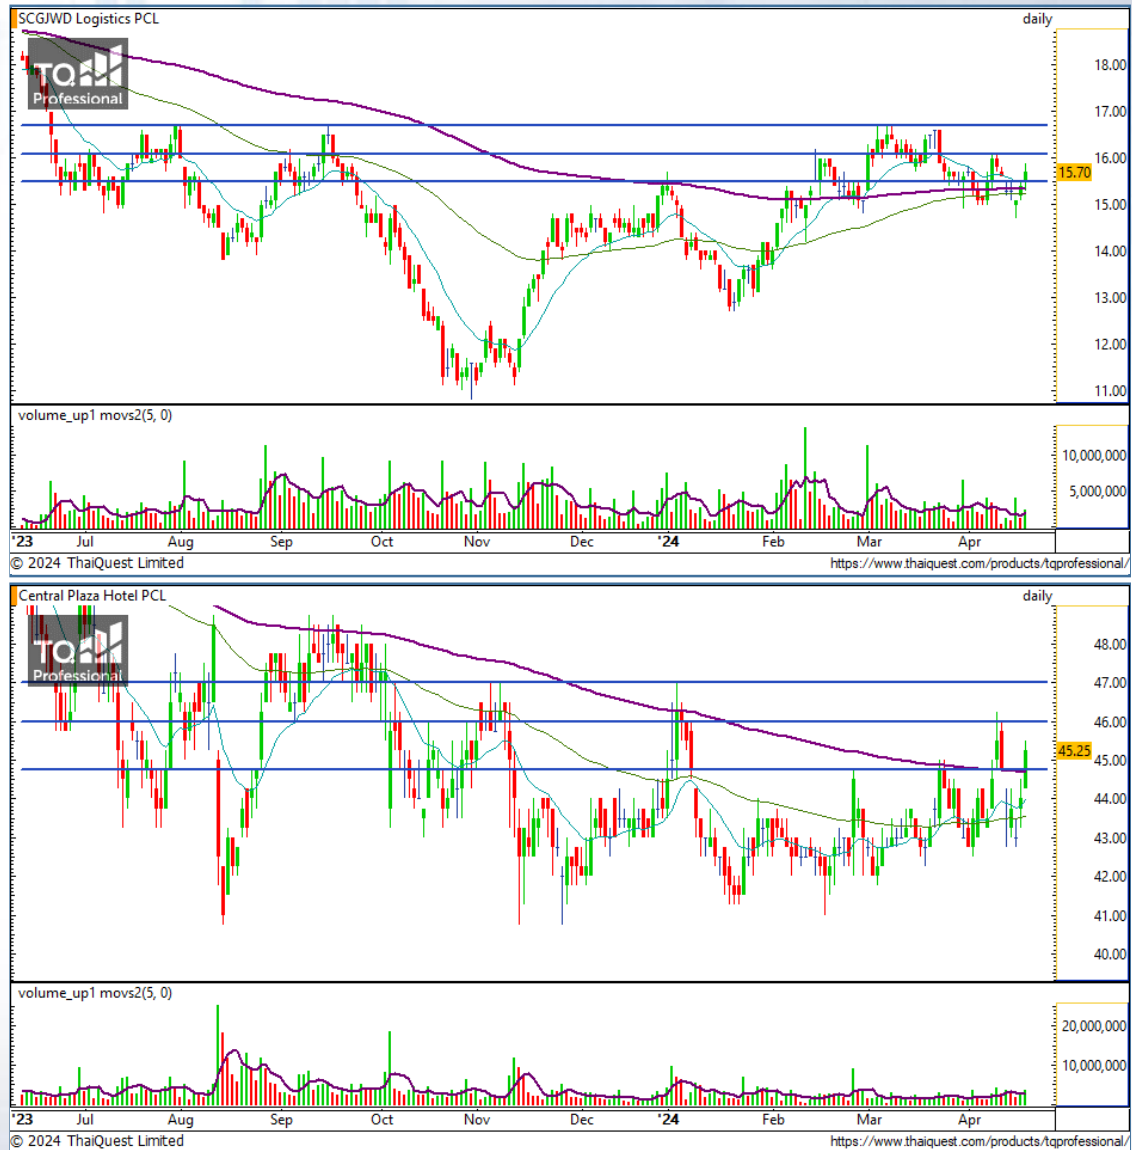 SCGJWD Logistics PCL daily
TQ
Professional
18.00
17.00
16.00
15.70
15.00
14.00
13.00
12.00
11.00
volume_up1 movs2(5, 0)
10,000,000
5,000,000
'23 Jul Aug Sep Oct Nov Dec '24 Feb Mar Apr
© 2024 ThaiQuest Limited https://www.thaiquest.com/products/tqprofessional/
Central Plaza Hotel PCL daily
TQ
Professional
48.00
47.00
46.00
45.25
45.00
44.00
43.00
42.00
41.00
40.00
volume_up1 movs2(5, 0)
20,000,000
10,000,000
'23 Jul Aug Sep Oct Nov Dec '24 Feb Mar Apr
© 2024 ThaiQuest Limited https://www.thaiquest.com/products/tqprofessional/